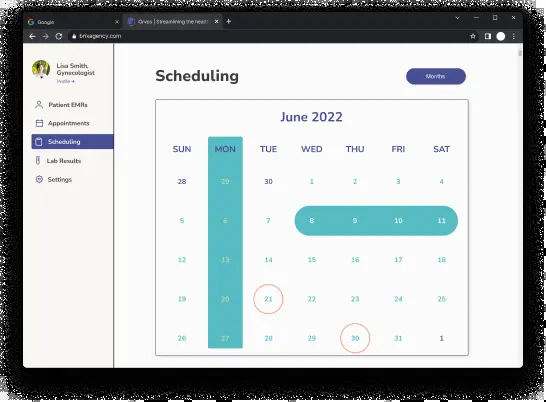 Google
Orvos | Streamlining the health
brixagency.com
Lisa Smith,
Gynecologist
Profile →
Patient EMRs
Appointments
Scheduling
Lab Results
Settings
Scheduling
Months
June 2022
SUN MON TUE WED THU FRI SAT
28 29 30 1 2 3 4
5 6 7 8 9 10 11
12 13 14 15 16 17 18
19 20 21 22 23 24 25
26 27 28 29 30 31 1